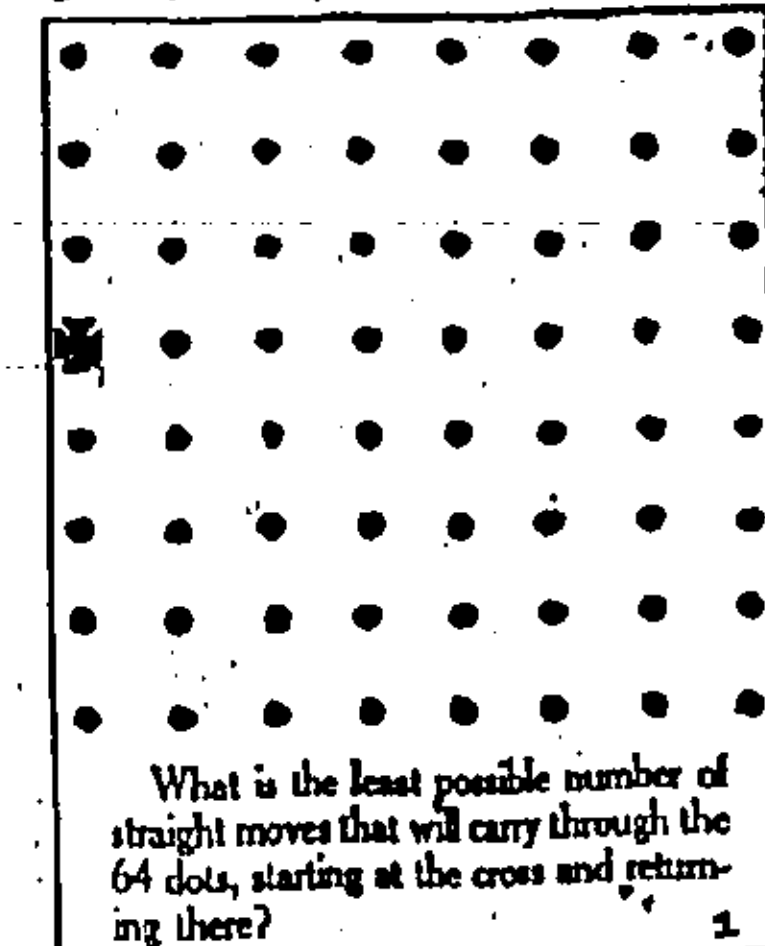 What is the least possible number of
straight moves that will carry through the
64 dots, starting at the cross and return-
ing there?
1